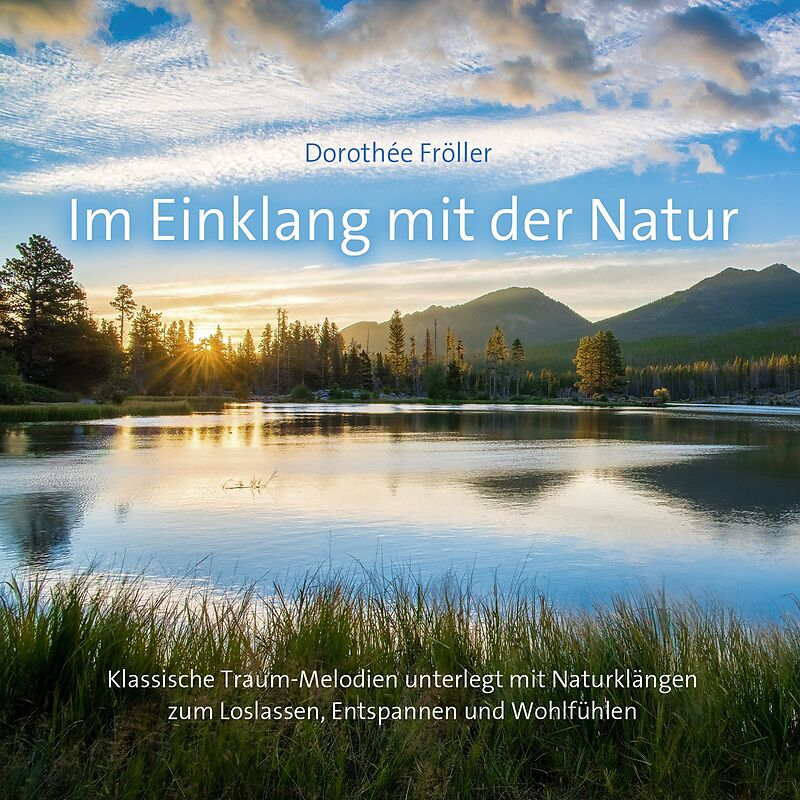 Dorothée Fröller
Im Einklang mit der Natur
Klassische Traum-Melodien unterlegt mit Naturklängen
zum Loslassen, Entspannen und Wohlfühlen